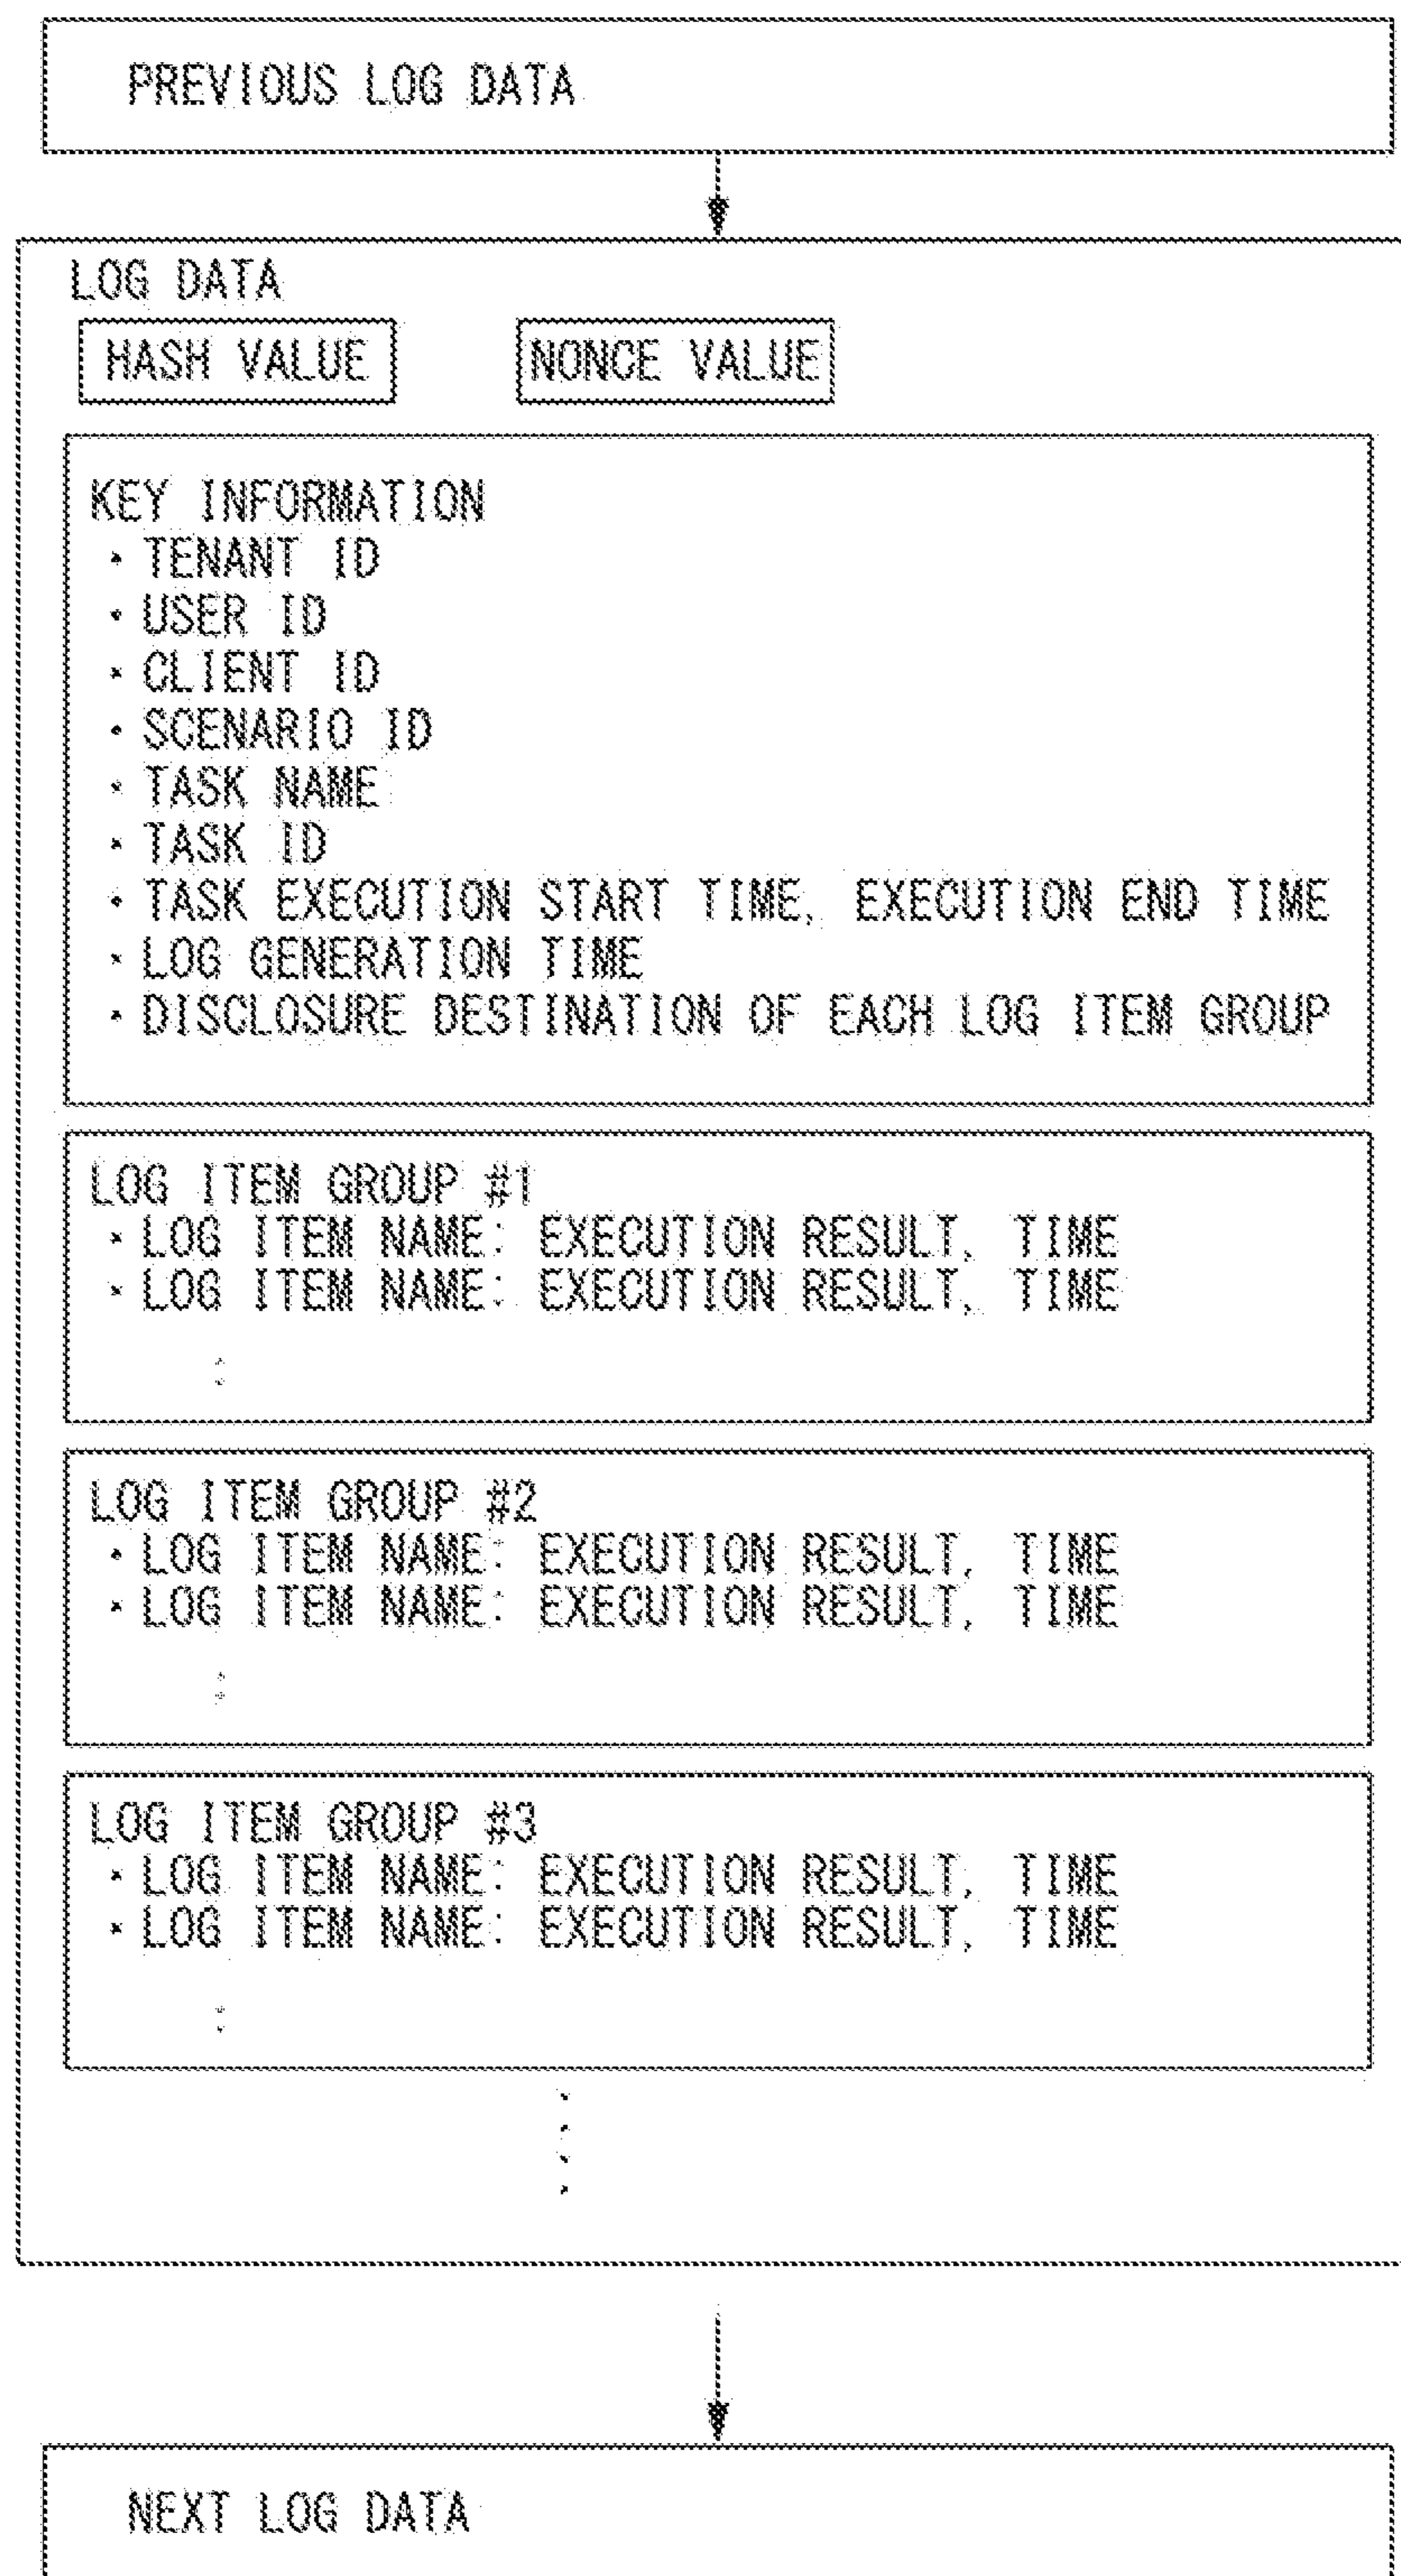 PREVIOUS LOG DATA
LOG DATA
HASH VALUE NONCE VALUE
KEY INFORMATION
・TENANT ID
・USER ID
・CLIENT ID
・SCENARIO ID
・TASK NAME
・TASK ID
・TASK EXECUTION START TIME, EXECUTION END TIME
・LOG GENERATION TIME
・DISCLOSURE DESTINATION OF EACH LOG ITEM GROUP
LOG ITEM GROUP #1
・LOG ITEM NAME: EXECUTION RESULT, TIME
・LOG ITEM NAME: EXECUTION RESULT, TIME
:
LOG ITEM GROUP #2
・LOG ITEM NAME: EXECUTION RESULT, TIME
・LOG ITEM NAME: EXECUTION RESULT, TIME
:
LOG ITEM GROUP #3
・LOG ITEM NAME: EXECUTION RESULT, TIME
・LOG ITEM NAME: EXECUTION RESULT, TIME
:
NEXT LOG DATA